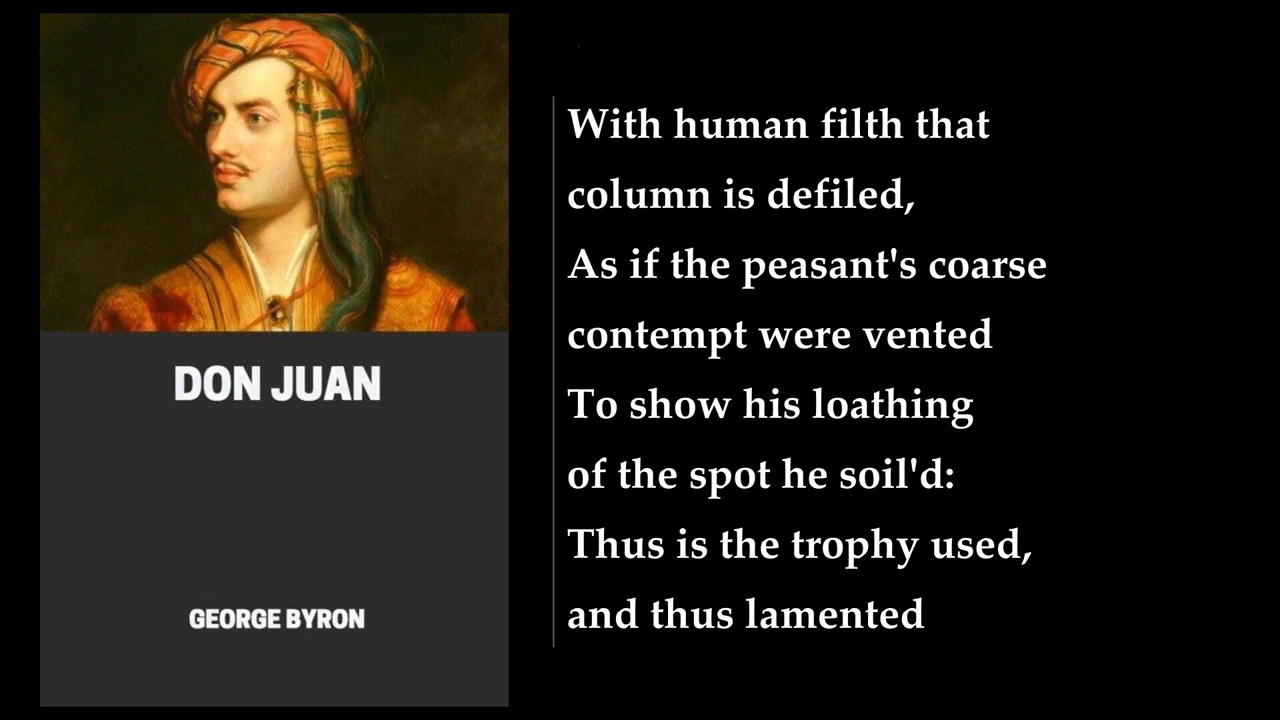 DON JUAN
GEORGE BYRON
With human filth that
column is defiled,
As if the peasant's coarse
contempt were vented
To show his loathing
of the spot he soil'd:
Thus is the trophy used,
and thus lamented